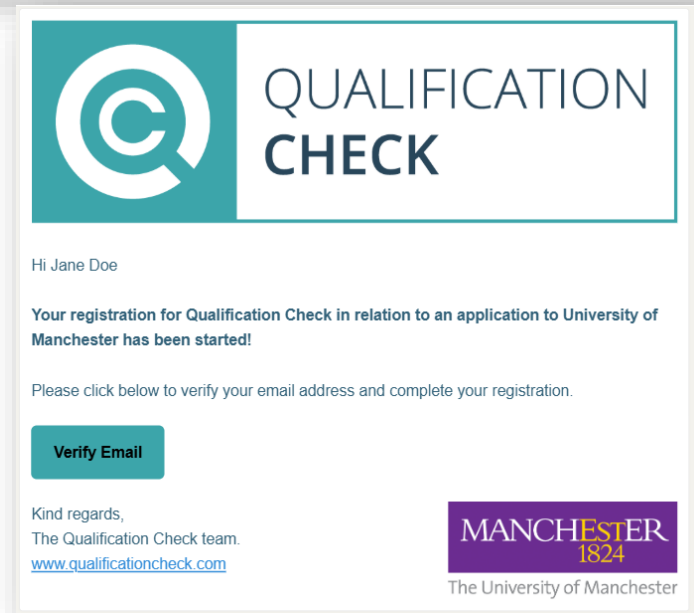 QUALIFICATION
CHECK
Hi Jane Doe
Your registration for Qualification Check in relation to an application to University of
Manchester has been started!
Please click below to verify your email address and complete your registration.
Verify Email
Kind regards,
The Qualification Check team.
www.qualificationcheck.com
MANCHESTER
1824
The University of Manchester